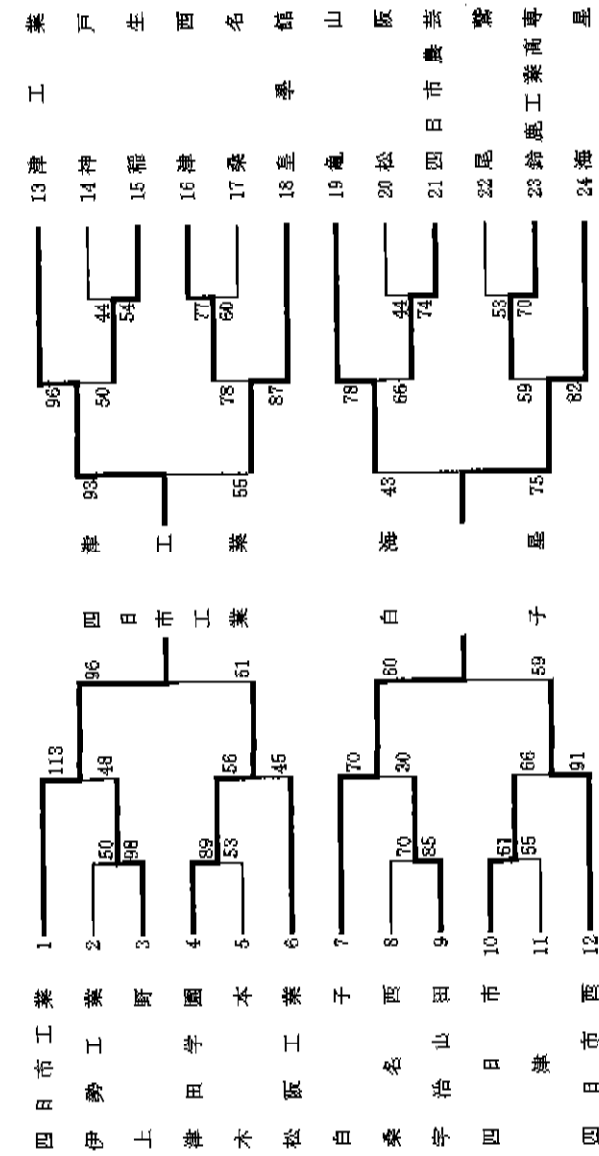 四日市工業 1
伊勢工業 2
上野 3
津田学園 4
木本 5
松阪工業 6
白子 7
桑名西 8
宇治山田 9
四日市 10
津 11
四日市西 12
50
98
89
53
70
85
61
55
113
48
56
45
70
30
66
91
96
61
60
59
四日市工業
白子
津工業
海星
93
55
43
75
96
50
78
87
78
66
59
82
44
54
77
60
44
74
53
70
13 津工業
14 神戸
15 稲生
16 津西
17 桑名
18 皇學館
19 亀山
20 松阪
21 四日市農芸
22 尾鷲
23 鈴鹿工業高専
24 海星